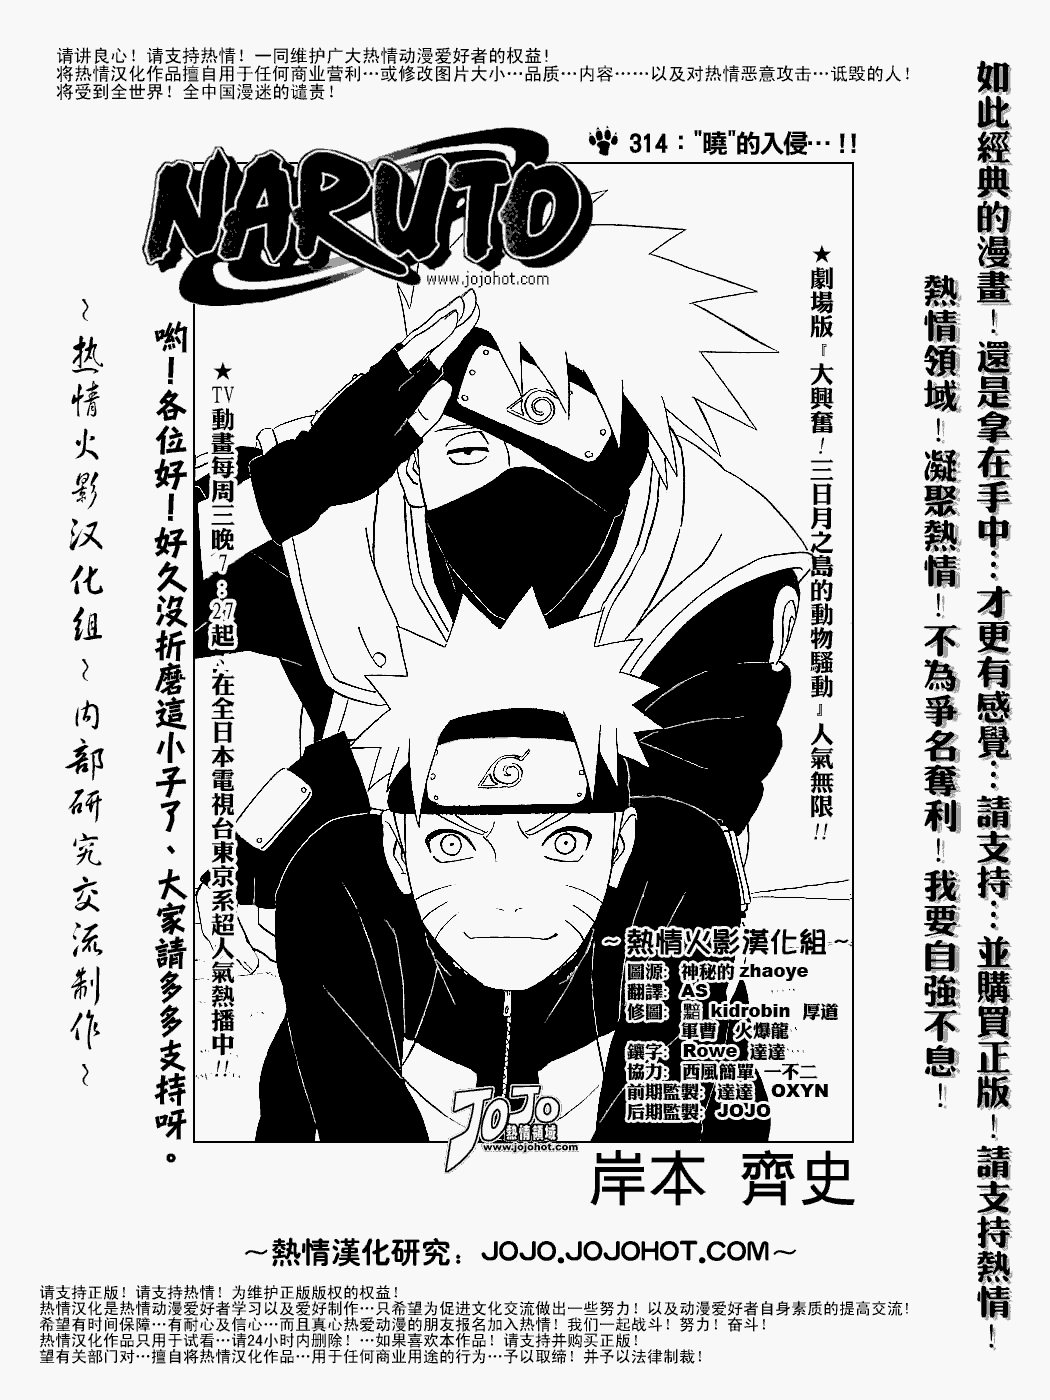 请讲良心！请支持热情！一同维护广大热情动漫爱好者的权益！
将热情汉化作品擅自用于任何商业营利…或修改图片大小…品质…内容……以及对热情恶意攻击…诋毁的人！
将受到全世界！全中国漫迷的谴责！
314："曉"的入侵…!!
NARUTO
www.jojohot.com
如此經典的漫畫！還是拿在手中…才更有感覺…請支持…並購買正版！請支持熱情！
熱情領域！凝聚熱情！不為爭名奪利！我要自強不息！
★劇場版『大興奮！三日月之島的動物騷動』人氣無限!!
★TV動畫每周三晚7：27起、在全日本電視台東京系超人氣熱播中!!
喲！各位好！好久沒折磨這小子了、大家請多多支持呀。
~热情火影汉化组~内部研究交流制作~
~熱情火影漢化組~
圖源：神秘的 zhaoye
翻譯：AS
修圖：黯 kidrobin 厚道
軍曹 火爆龍
鑲字：Rowe 達達
協力：西風簡單 一不二
前期監製：達達 OXYN
后期監製：JOJO
JOJO
熱情領域
www.jojohot.com
岸本 齊史
～熱情漢化研究：JOJO.JOJOHOT.COM～
请支持正版！请支持热情！为维护正版版权的权益！
热情汉化是热情动漫爱好者学习以及爱好制作…只希望为促进文化交流做出一些努力！以及动漫爱好者自身素质的提高交流！
希望有时间保障…有耐心及信心…而且真心热爱动漫的朋友报名加入热情！我们一起战斗！努力！奋斗！
热情汉化作品只用于试看…请24小时内删除！…如果喜欢本作品！请支持并购买正版！
望有关部门对…擅自将热情汉化作品…用于任何商业用途的行为…予以取缔！并予以法律制裁！